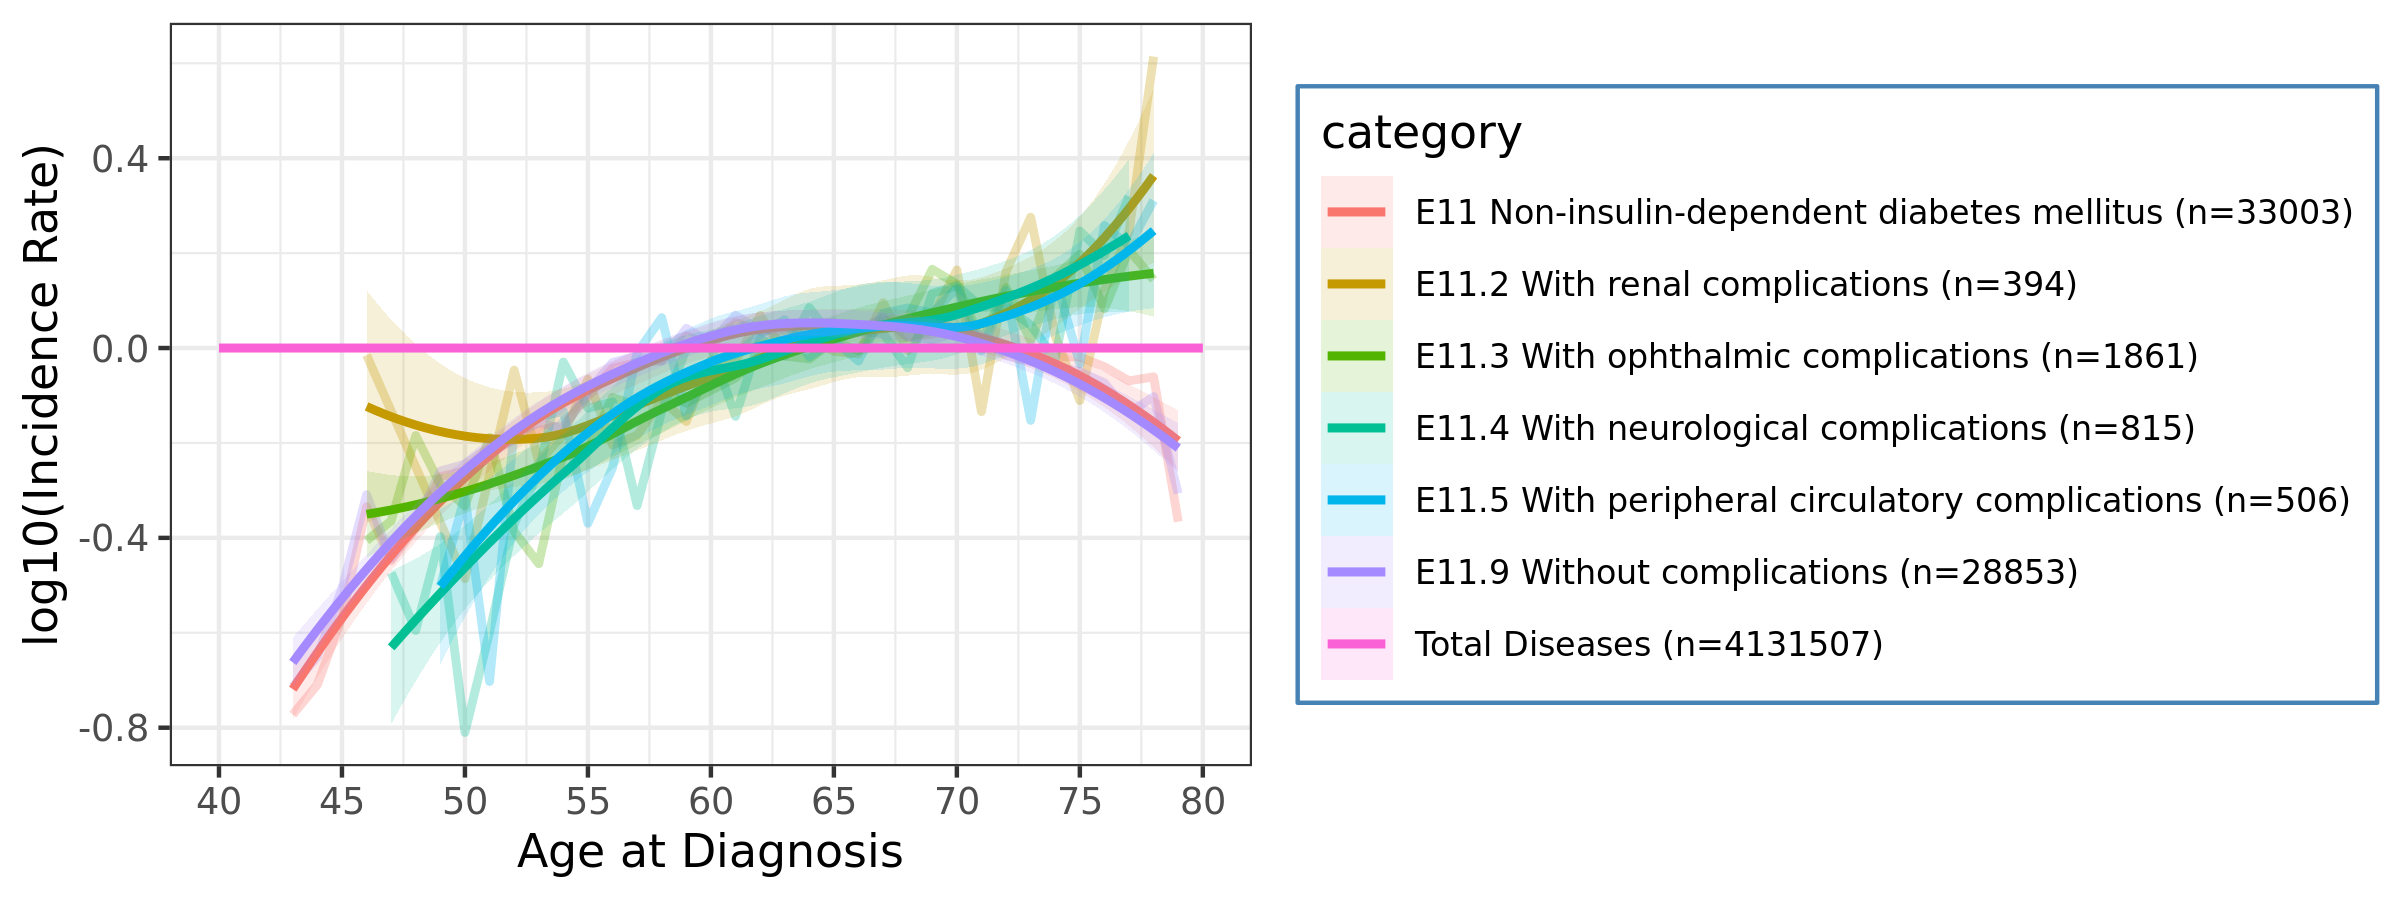 log10(Incidence Rate)
0.4
0.0
-0.4
-0.8
40 45 50 55 60 65 70 75 80
Age at Diagnosis
category
E11 Non-insulin-dependent diabetes mellitus (n=33003)
E11.2 With renal complications (n=394)
E11.3 With ophthalmic complications (n=1861)
E11.4 With neurological complications (n=815)
E11.5 With peripheral circulatory complications (n=506)
E11.9 Without complications (n=28853)
Total Diseases (n=4131507)